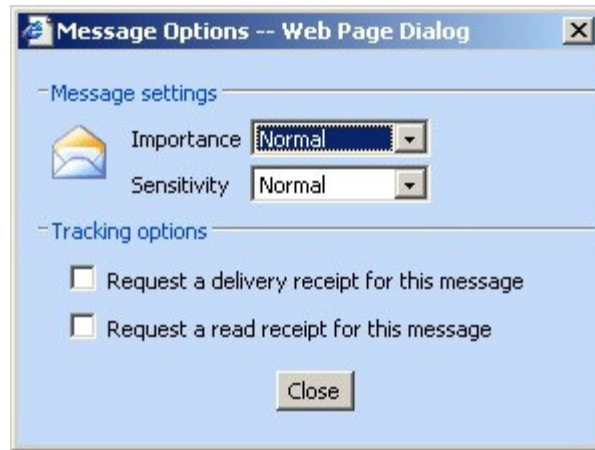 Message Options -- Web Page Dialog
Message settings
Importance Normal
Sensitivity Normal
Tracking options
Request a delivery receipt for this message
Request a read receipt for this message
Close